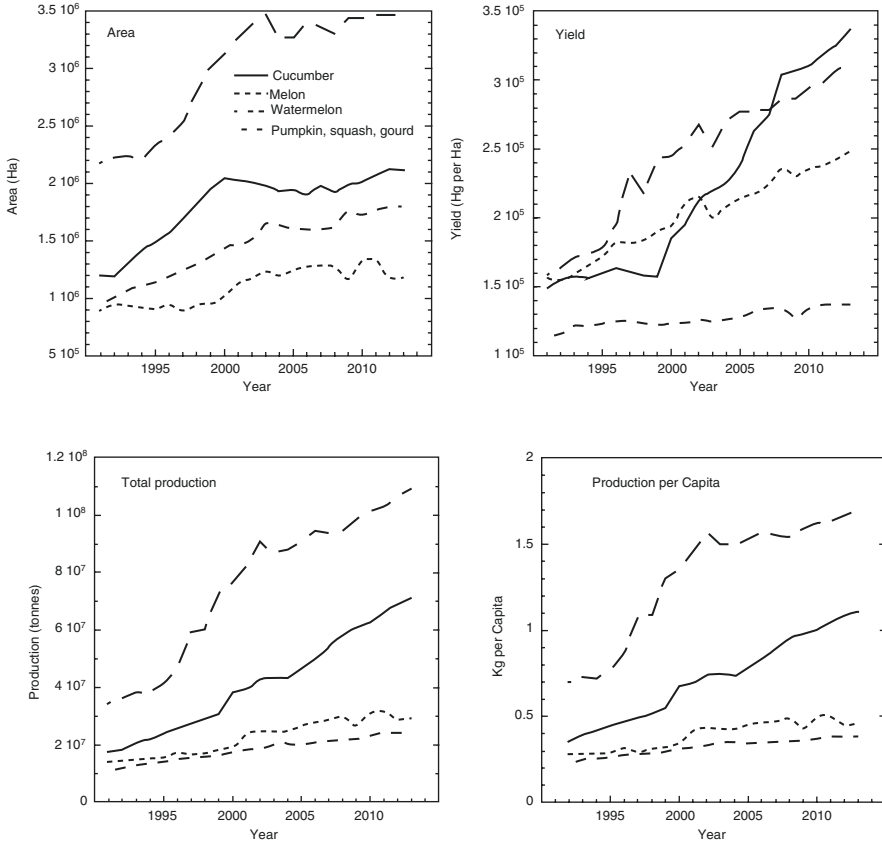 Area
Cucumber
Melon
Watermelon
Pumpkin, squash, gourd
3.5 10⁶
3 10⁶
2.5 10⁶
2 10⁶
1.5 10⁶
1 10⁶
5 10⁵
Area (Ha)
1995 2000 2005 2010
Year
Yield
3.5 10⁵
3 10⁵
2.5 10⁵
2 10⁵
1.5 10⁵
1 10⁵
Yield (Hg per Ha)
1995 2000 2005 2010
Year
Total production
1.2 10⁸
1 10⁸
8 10⁷
6 10⁷
4 10⁷
2 10⁷
0
Production (tonnes)
1995 2000 2005 2010
Year
Production per Capita
2
1.5
1
0.5
0
Kg per Capita
1995 2000 2005 2010
Year